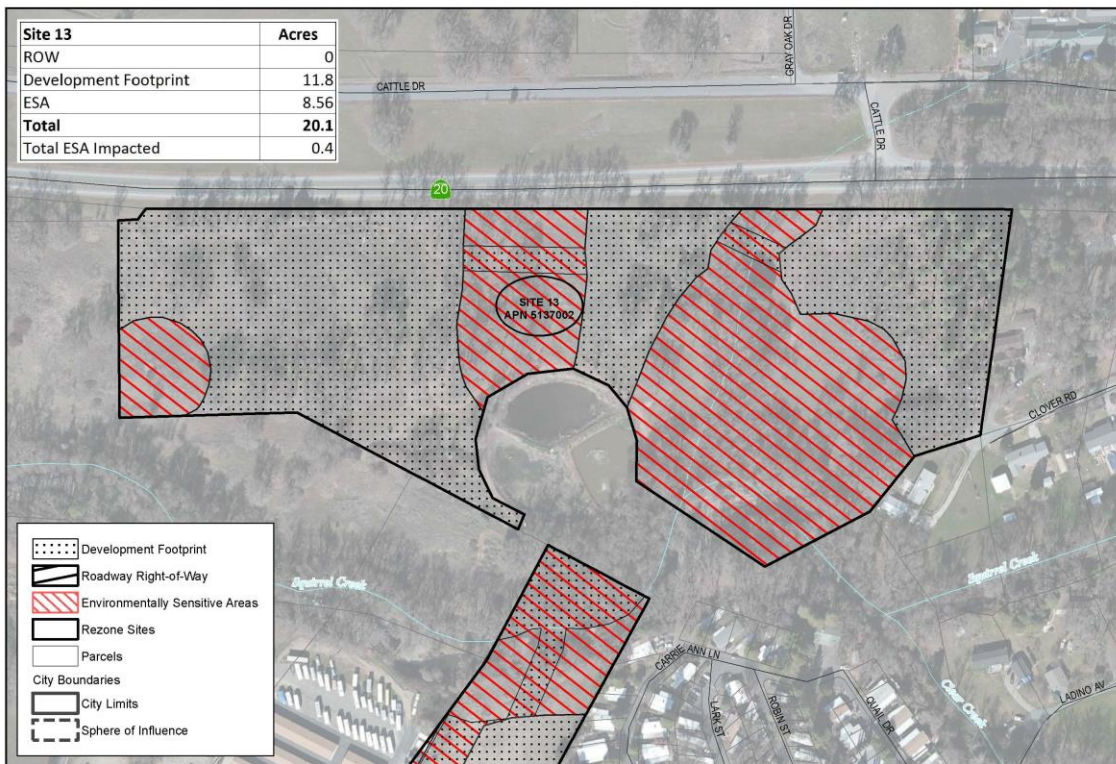 Site 13 Acres
ROW 0
Development Footprint 11.8
ESA 8.56
Total 20.1
Total ESA Impacted 0.4
GRAY OAK DR
CATTLE DR
CATTLE DR
20
SITE 13
APN 5137002
CLOVER RD
Squirrel Creek
Squirrel Creek
CARRIE ANN LN
LARK ST
ROBIN ST
QUAIL DR
LADINO AV
Development Footprint
Roadway Right-of-Way
Environmentally Sensitive Areas
Rezone Sites
Parcels
City Boundaries
City Limits
Sphere of Influence